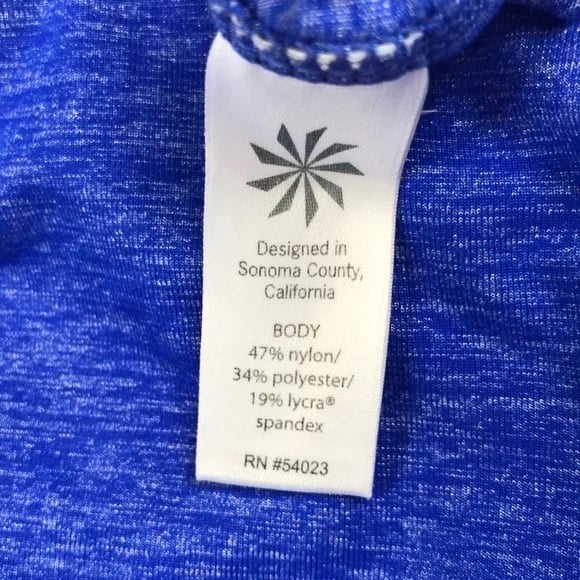 Designed in
Sonoma County,
California
BODY
47% nylon/
34% polyester/
19% lycra®
spandex
RN #54023